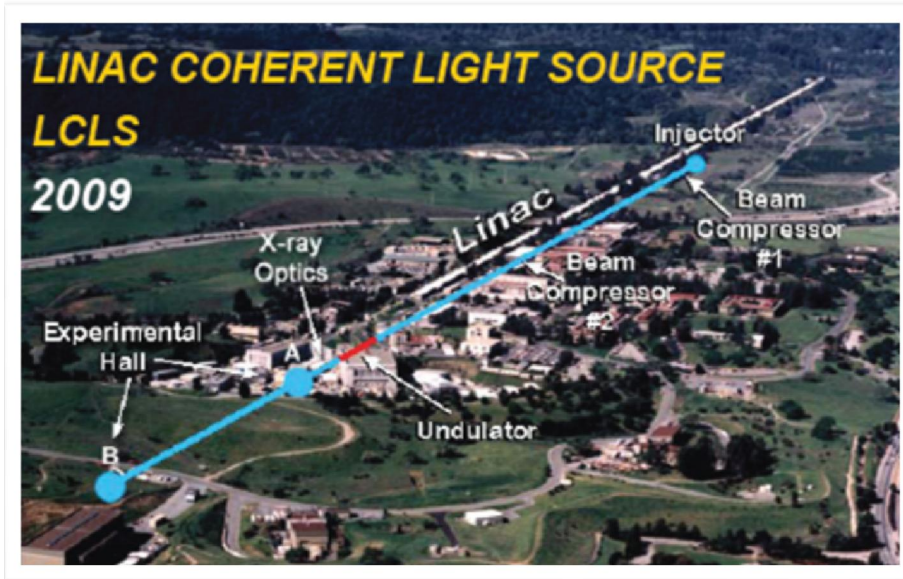 LINAC COHERENT LIGHT SOURCE
LCLS
2009
Injector
Linac
Beam
Compressor
#1
X-ray
Optics
Beam
Compressor
#2
Experimental
Hall
A
Undulator
B